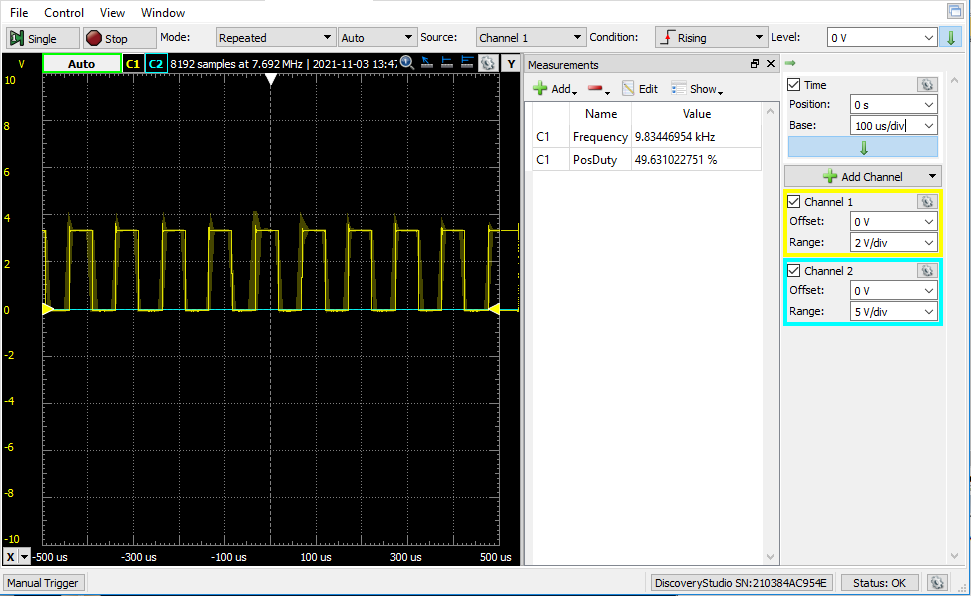 File Control View Window
Single Stop Mode: Repeated Auto Source: Channel 1 Condition: Rising Level: 0 V
V Auto C1 C2 8192 samples at 7.692 MHz | 2021-11-03 13:47 Y
10
8
6
4
2
0
-2
-4
-6
-8
-10
X -500 us -300 us -100 us 100 us 300 us 500 us
Measurements
Add Edit Show
Name Value
C1 Frequency 9.83446954 kHz
C1 PosDuty 49.631022751 %
Time
Position: 0 s
Base: 100 us/div
Add Channel
Channel 1
Offset: 0 V
Range: 2 V/div
Channel 2
Offset: 0 V
Range: 5 V/div
Manual Trigger DiscoveryStudio SN:210384AC954E Status: OK